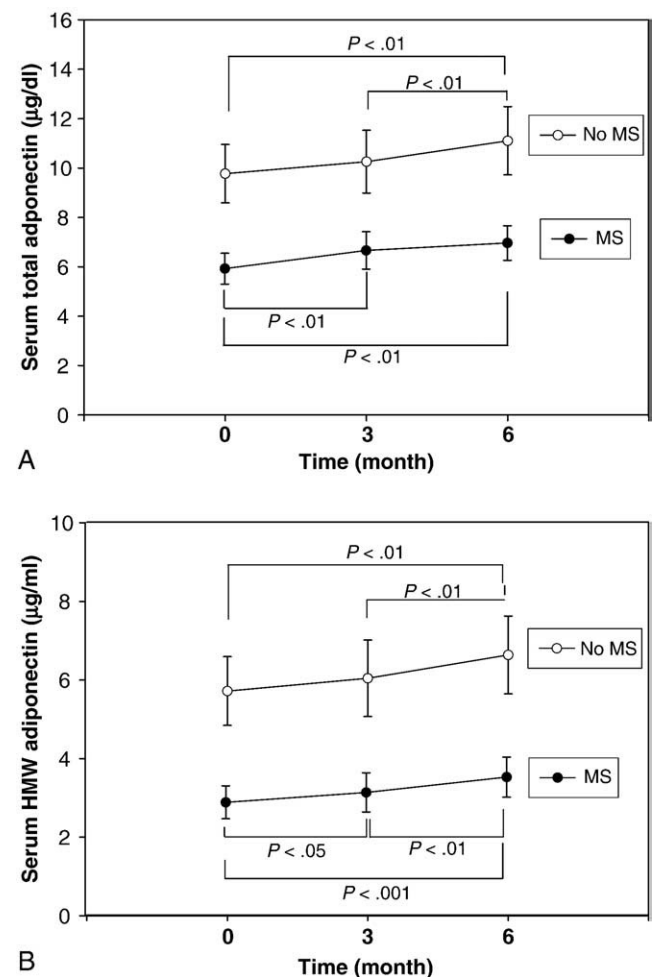 16
14
12
10
8
6
4
2
0
Serum total adponectin (µg/dl)
P < .01
P < .01
No MS
MS
P < .01
P < .01
0 3 6
A
Time (month)
10
8
6
4
2
0
Serum HMW adiponectin (µg/ml)
P < .01
P < .01
No MS
MS
P < .05
P < .01
P < .001
0 3 6
B
Time (month)